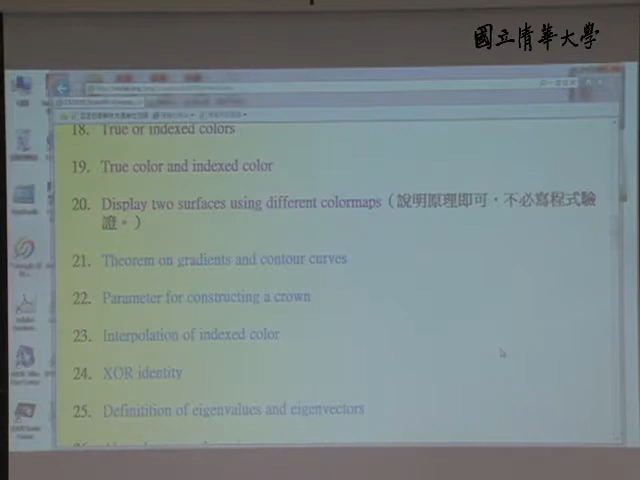 國立清華大學
18. True or indexed colors
19. True color and indexed color
20. Display two surfaces using different colormaps (說明原理即可，不必寫程式驗
證。)
21. Theorem on gradients and contour curves
22. Parameter for constructing a crown
23. Interpolation of indexed color
24. XOR identity
25. Definitition of eigenvalues and eigenvectors